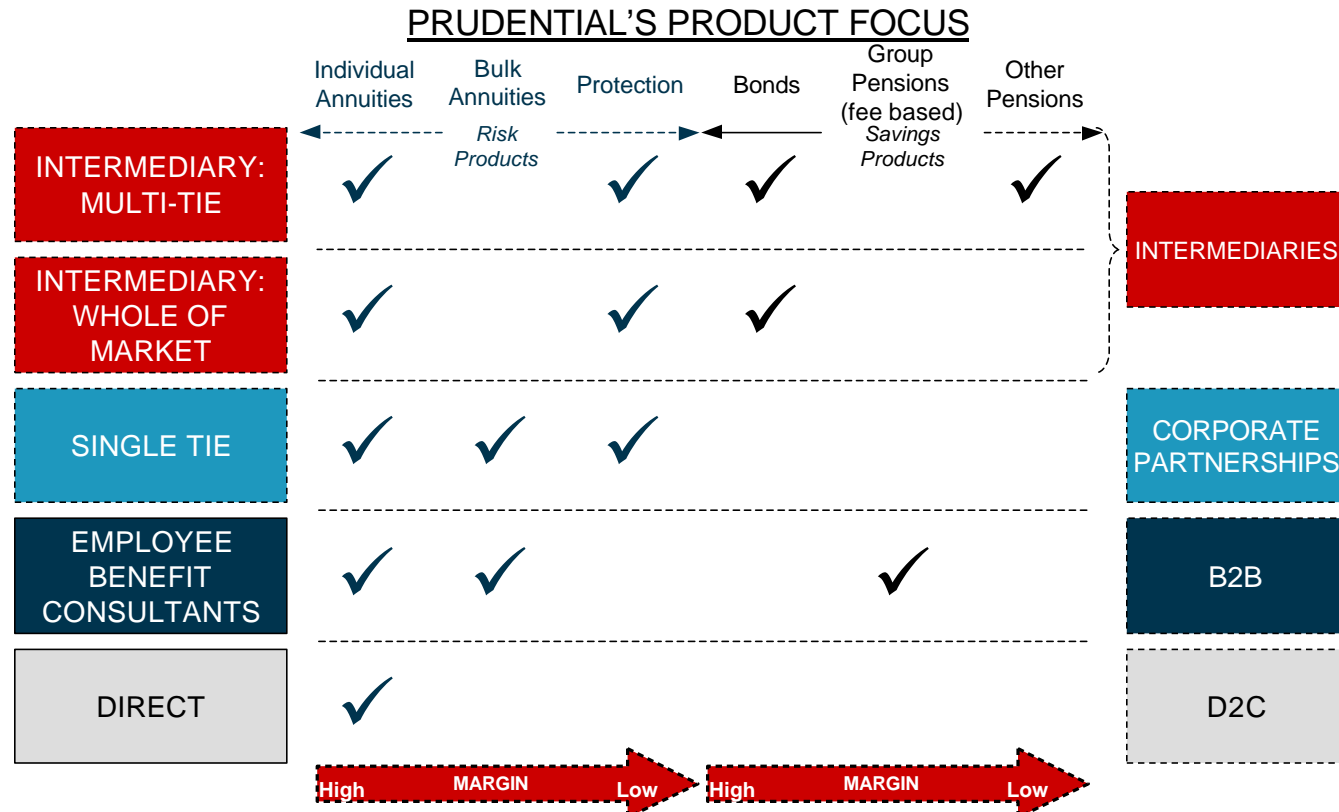 PRUDENTIAL'S PRODUCT FOCUS
Individual
Annuities
Bulk
Annuities
Protection
Bonds
Group
Pensions
(fee based)
Other
Pensions
Risk
Products
Savings
Products
INTERMEDIARY:
MULTI-TIE
INTERMEDIARIES
INTERMEDIARY:
WHOLE OF
MARKET
SINGLE TIE
CORPORATE
PARTNERSHIPS
EMPLOYEE
BENEFIT
CONSULTANTS
B2B
DIRECT
D2C
High MARGIN Low
High MARGIN Low